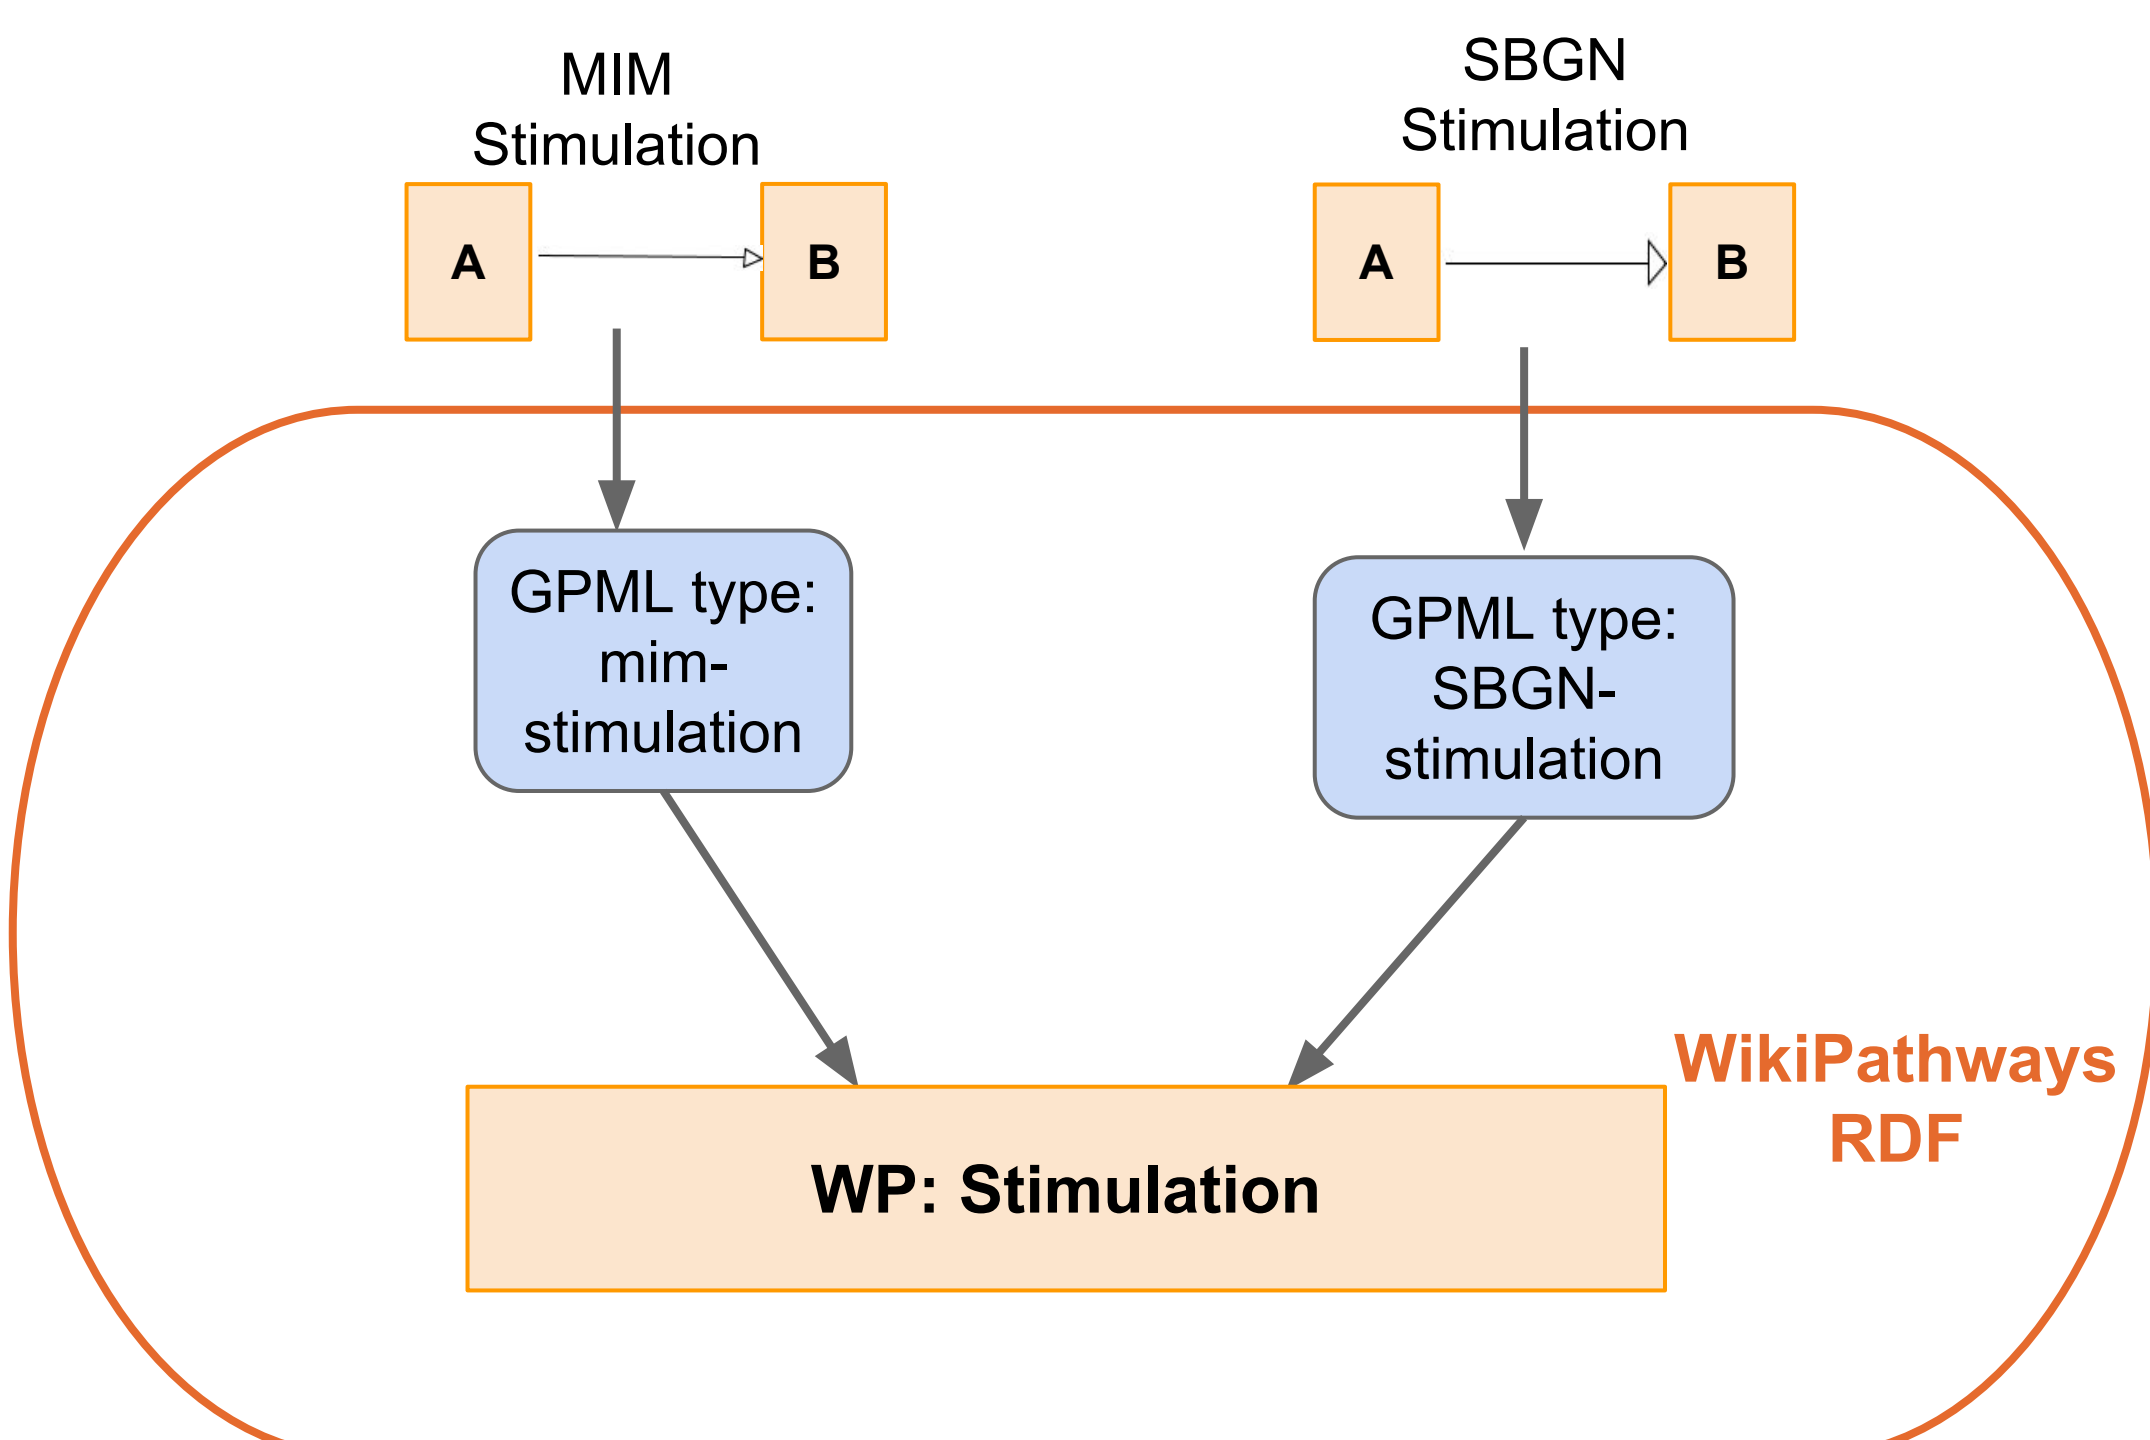 MIM
Stimulation
SBGN
Stimulation
A
B
A
B
GPML type:
mim-
stimulation
GPML type:
SBGN-
stimulation
WikiPathways
RDF
WP: Stimulation